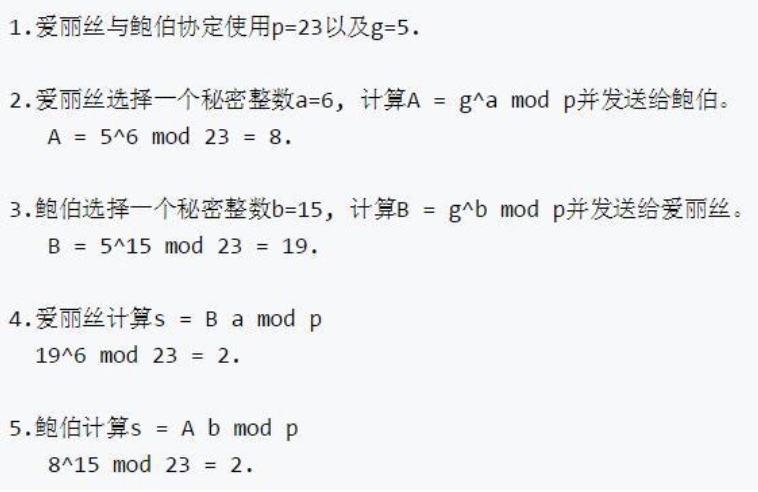 1.爱丽丝与鲍伯协定使用p=23以及g=5.
2.爱丽丝选择一个秘密整数a=6, 计算A = g^a mod p并发送给鲍伯。
A = 5^6 mod 23 = 8.
3.鲍伯选择一个秘密整数b=15, 计算B = g^b mod p并发送给爱丽丝。
B = 5^15 mod 23 = 19.
4.爱丽丝计算s = B a mod p
19^6 mod 23 = 2.
5.鲍伯计算s = A b mod p
8^15 mod 23 = 2.